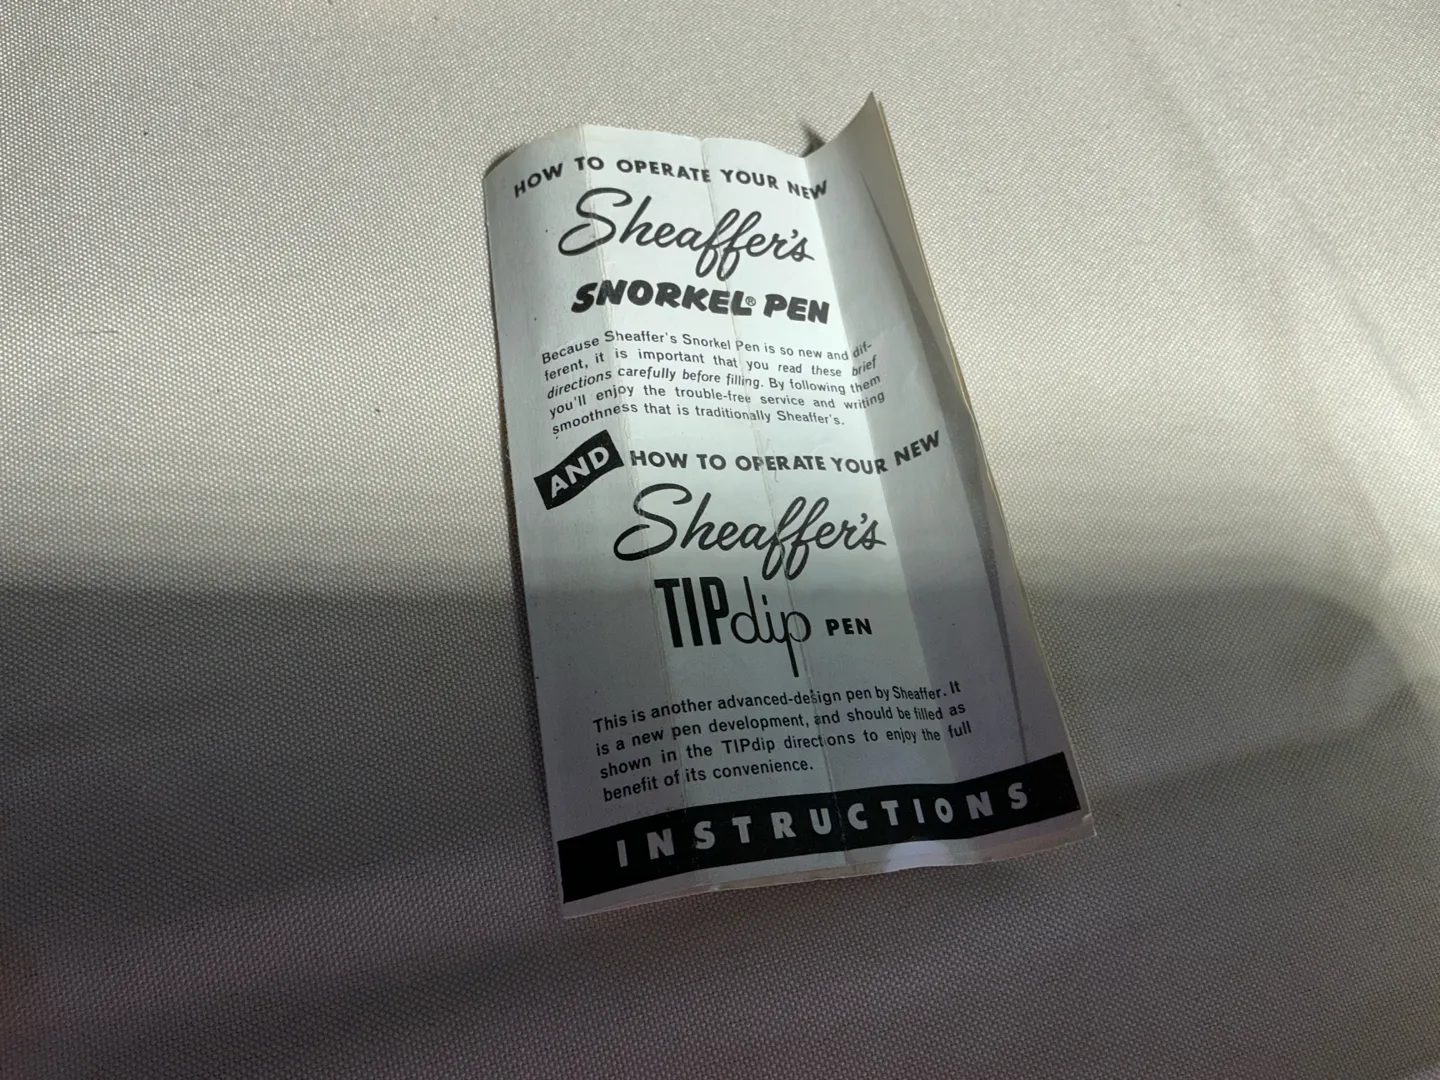 HOW TO OPERATE YOUR NEW
Sheaffer's
SNORKEL® PEN
Because Sheaffer's Snorkel Pen is so new and dif-
ferent, it is important that you read these brief
directions carefully before filling. By following them
you'll enjoy the trouble-free service and writing
smoothness that is traditionally Sheaffer's.
AND HOW TO OPERATE YOUR NEW
Sheaffer's
TIPdip PEN
This is another advanced-design pen by Sheaffer. It
is a new pen development, and should be filled as
shown in the TIPdip directions to enjoy the full
benefit of its convenience.
INSTRUCTIONS